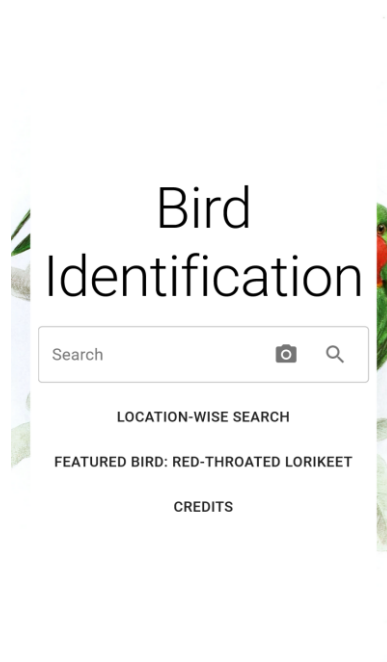 Bird
Identification
Search
LOCATION-WISE SEARCH
FEATURED BIRD: RED-THROATED LORIKEET
CREDITS